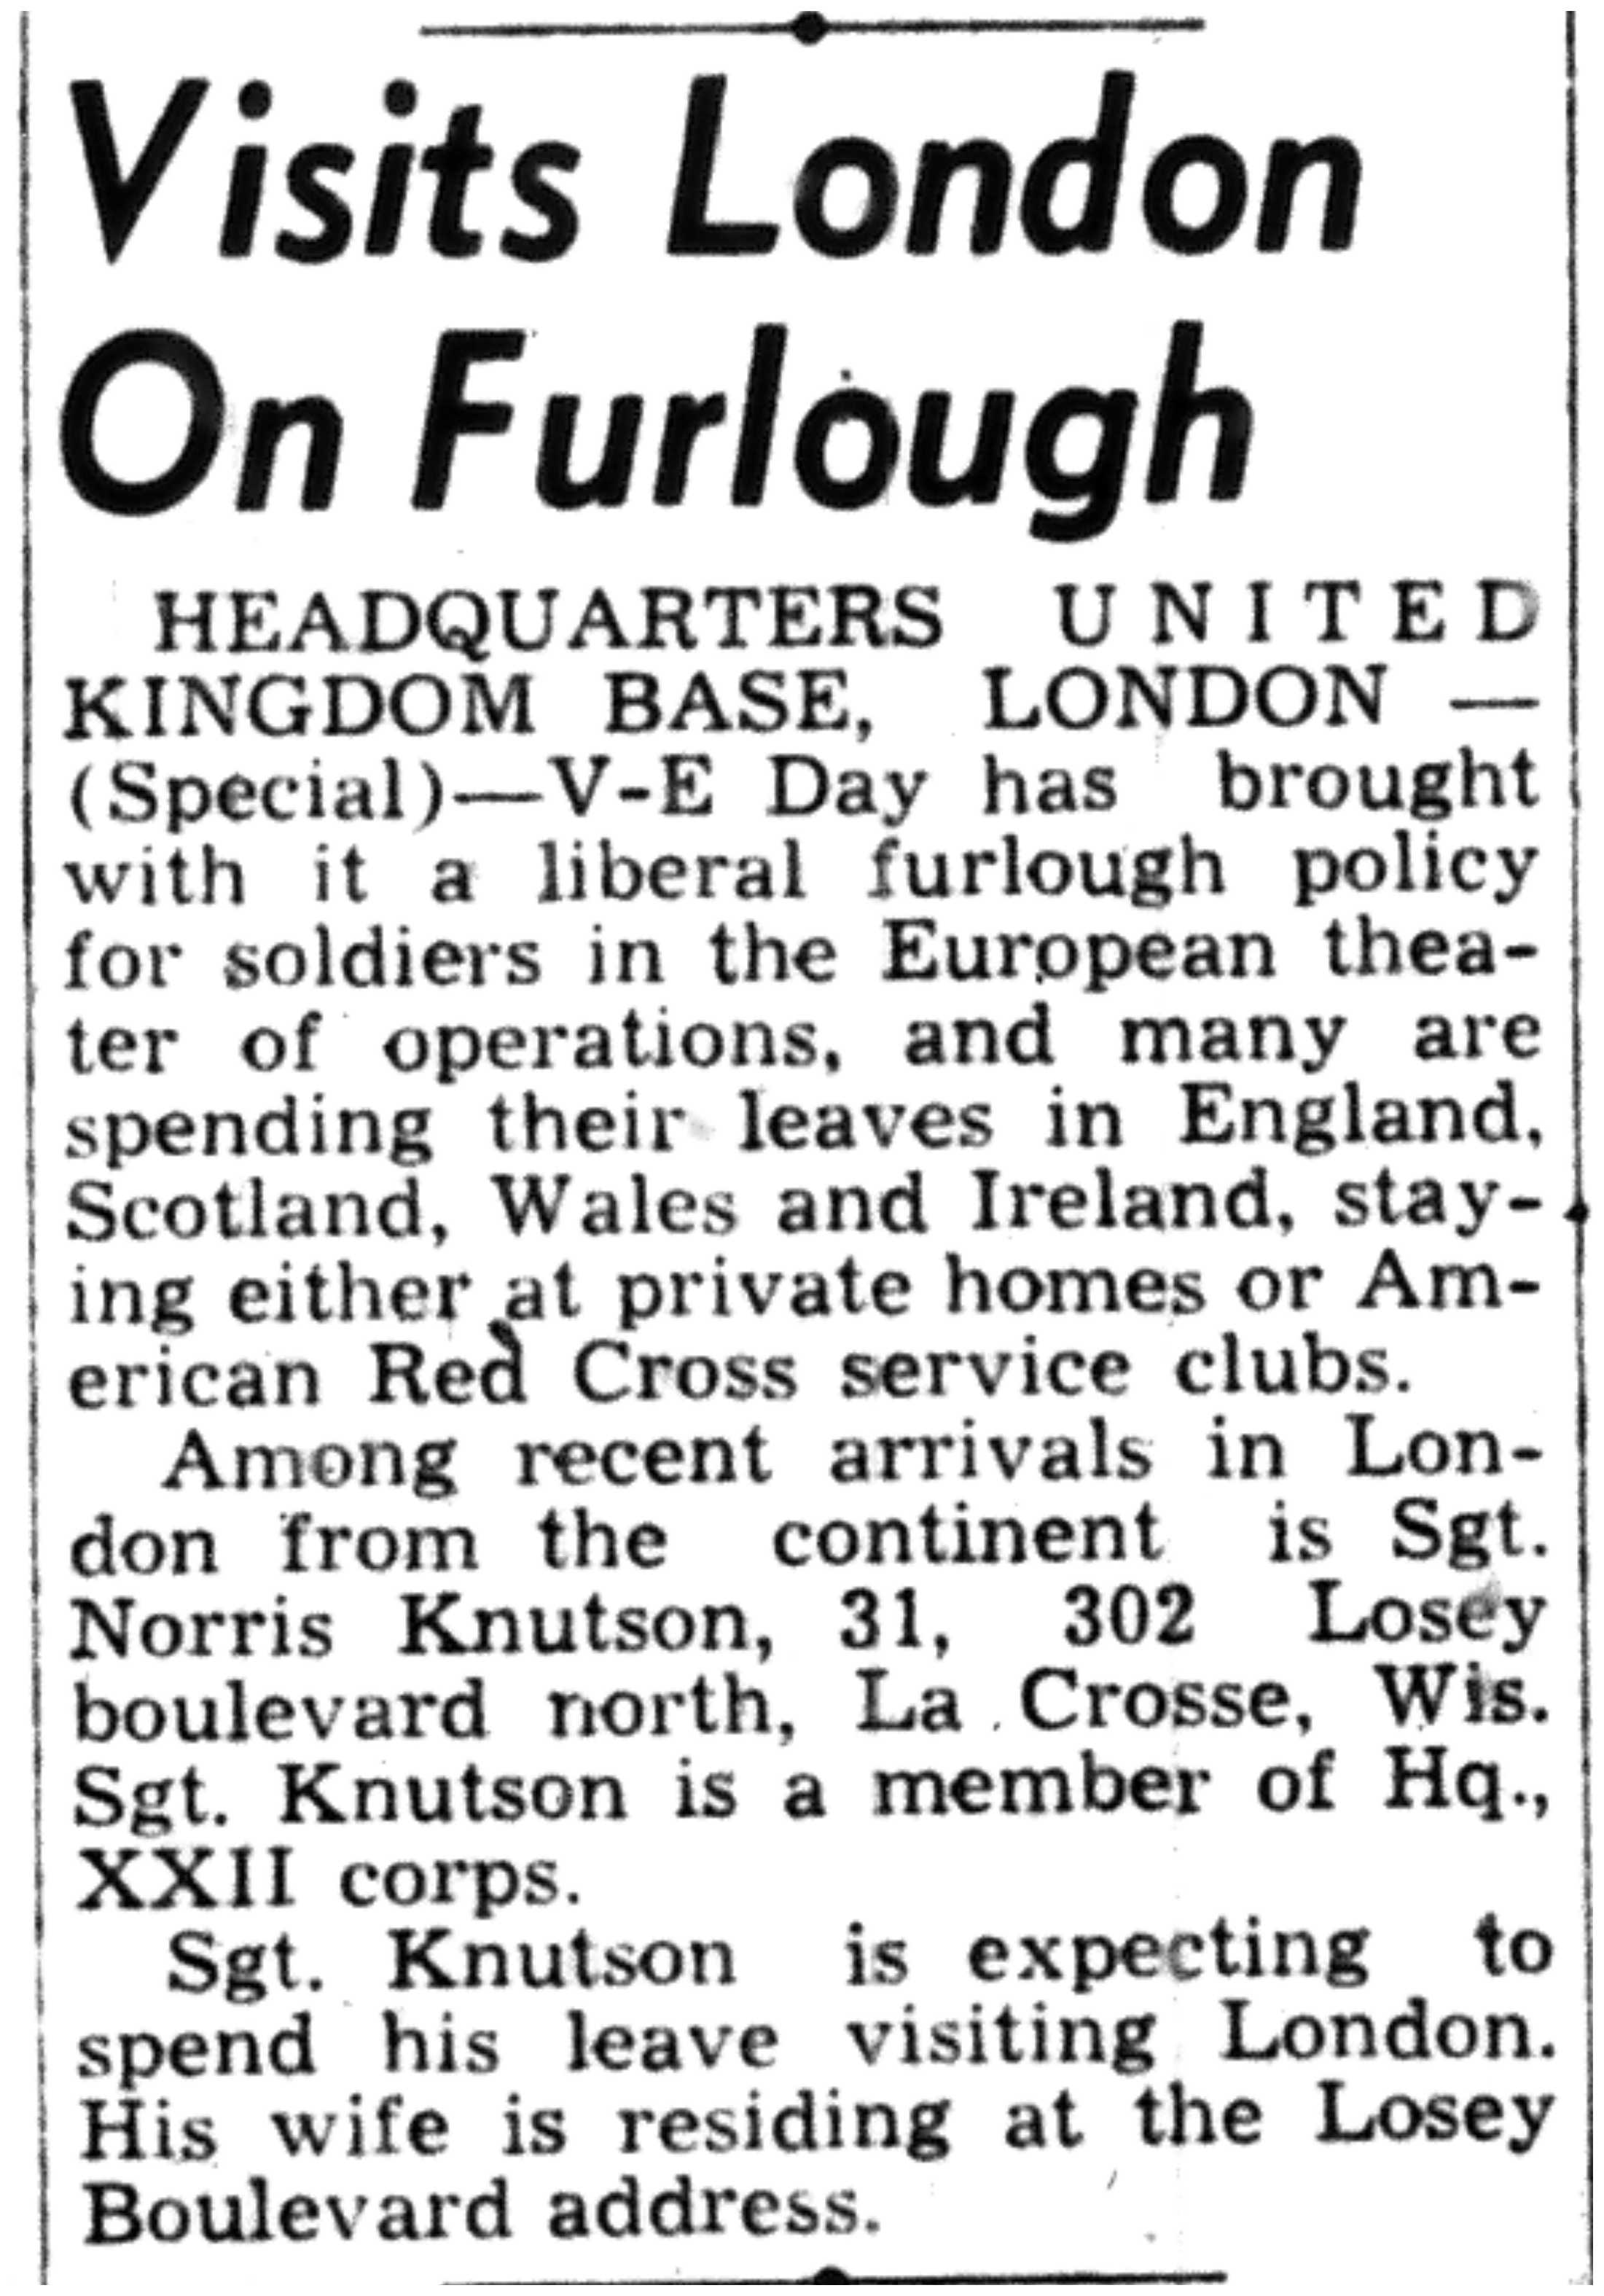 Visits London
On Furlough
HEADQUARTERS UNITED
KINGDOM BASE, LONDON —
(Special)—V-E Day has brought
with it a liberal furlough policy
for soldiers in the European thea-
ter of operations, and many are
spending their leaves in England,
Scotland, Wales and Ireland, stay-
ing either at private homes or Am-
erican Red Cross service clubs.
Among recent arrivals in Lon-
don from the continent is Sgt.
Norris Knutson, 31, 302 Losey
boulevard north, La Crosse, Wis.
Sgt. Knutson is a member of Hq.,
XXII corps.
Sgt. Knutson is expecting to
spend his leave visiting London.
His wife is residing at the Losey
Boulevard address.